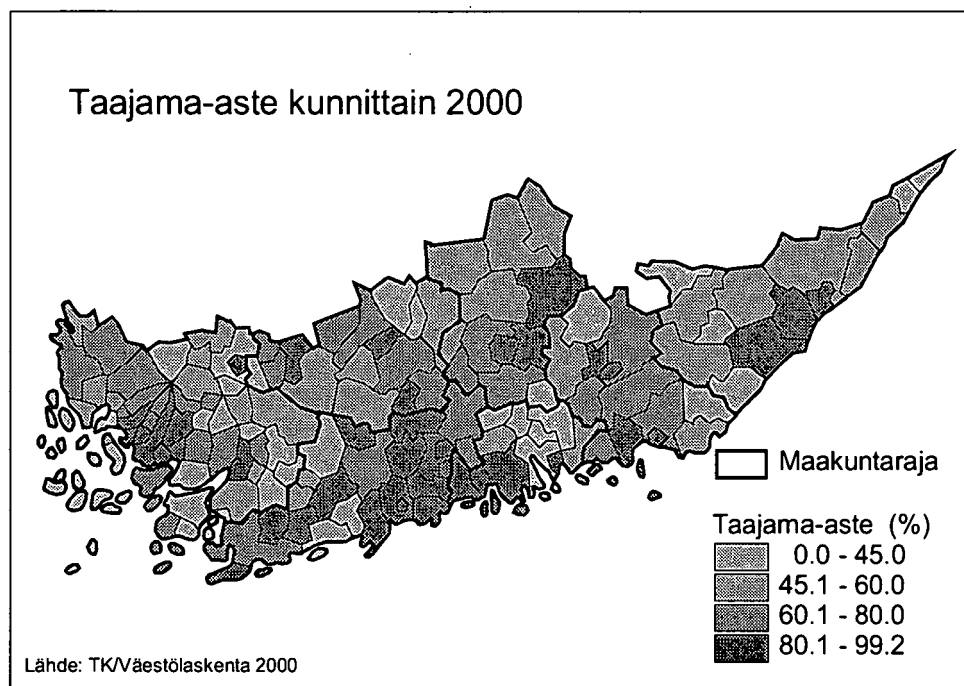 Taajama-aste kunnittain 2000
Maakuntaraja
Taajama-aste (%)
0.0 - 45.0
45.1 - 60.0
60.1 - 80.0
80.1 - 99.2
Lähde: TK/Väestölaskenta 2000